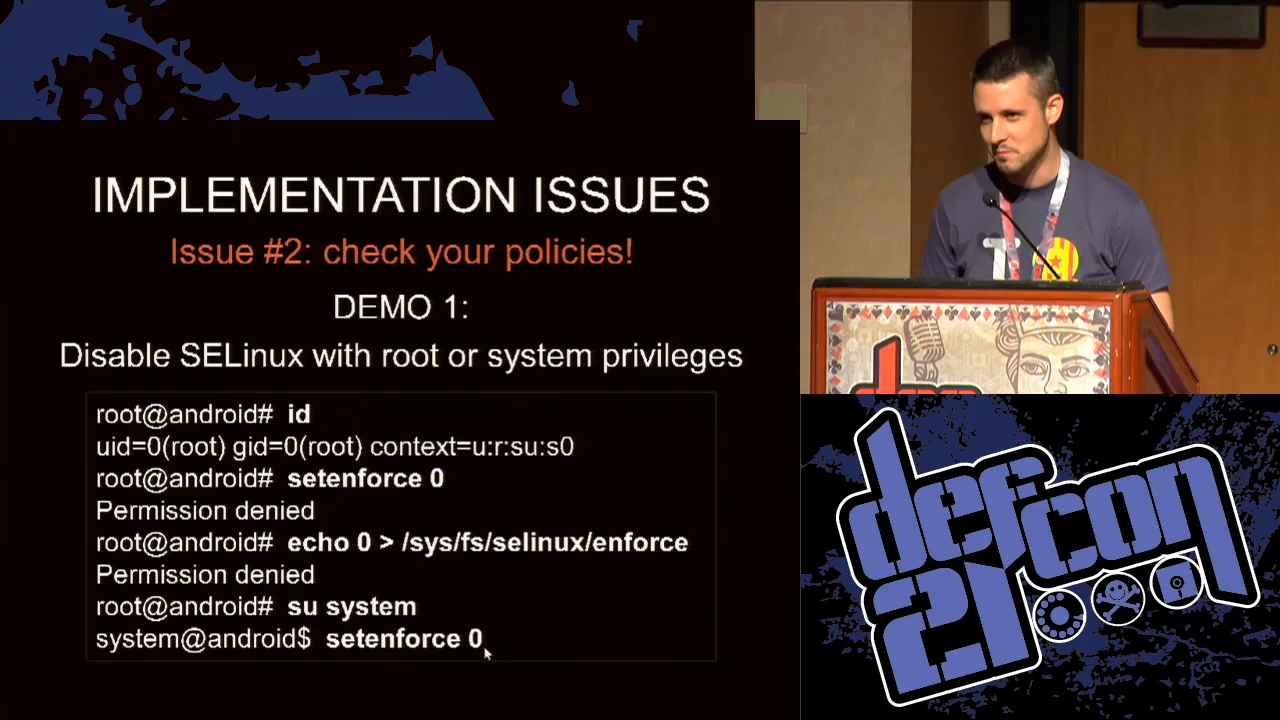 IMPLEMENTATION ISSUES
Issue #2: check your policies!
DEMO 1:
Disable SELinux with root or system privileges
root@android# id
uid=0(root) gid=0(root) context=u:r:su:s0
root@android# setenforce 0
Permission denied
root@android# echo 0 > /sys/fs/selinux/enforce
Permission denied
root@android# su system
system@android$ setenforce 0
defcon
21